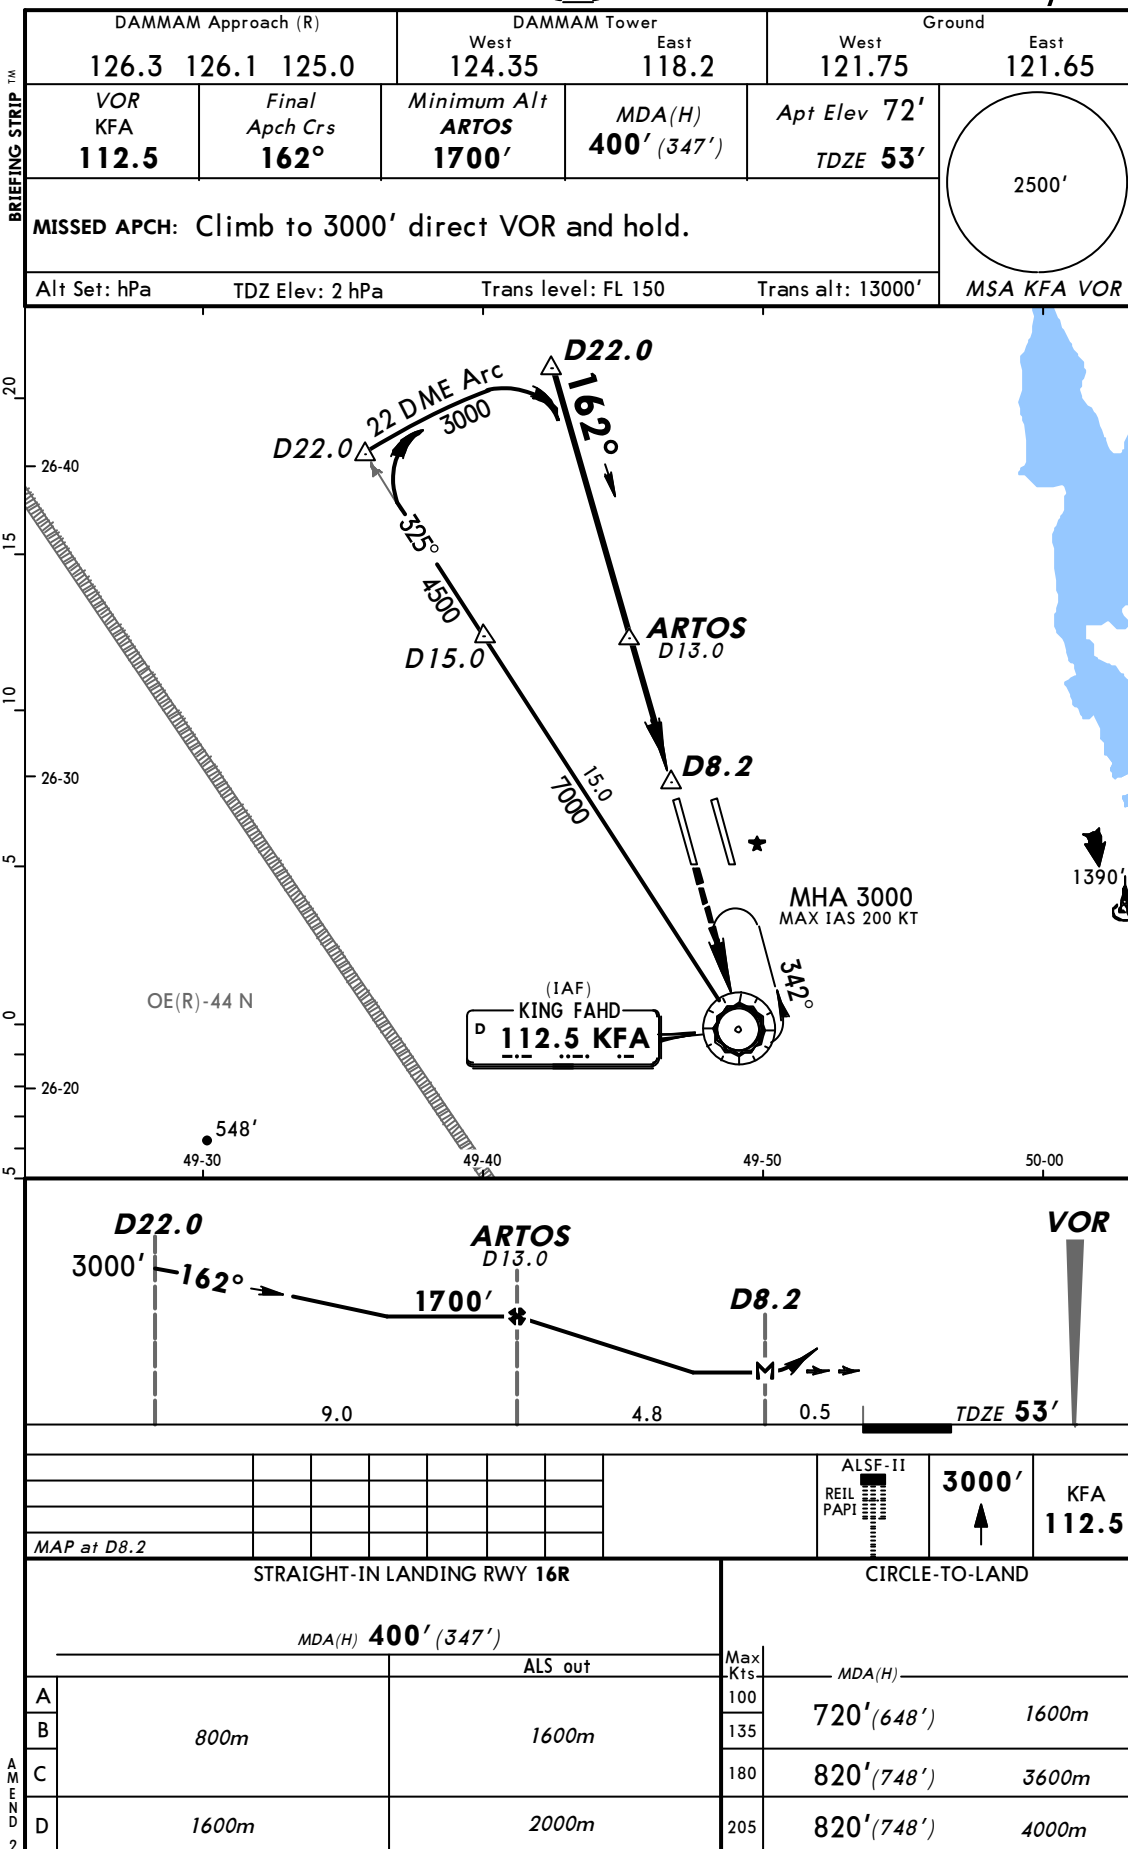 DAMMAM Approach (R)
126.3 126.1 125.0
DAMMAM Tower
West East
124.35 118.2
Ground
West East
121.75 121.65
BRIEFING STRIP TM
VOR
KFA
112.5
Final
Apch Crs
162°
Minimum Alt
ARTOS
1700'
MDA(H)
400' (347')
Apt Elev 72'
TDZE 53'
2500'
MSA KFA VOR
MISSED APCH: Climb to 3000' direct VOR and hold.
Alt Set: hPa TDZ Elev: 2 hPa Trans level: FL 150 Trans alt: 13000'
D22.0
22 DME Arc
3000
162°
D22.0
325°
4500
D15.0
ARTOS
D13.0
D8.2
15.0
7000
MHA 3000
MAX IAS 200 KT
342°
1390'
OE(R)-44 N
(IAF)
KING FAHD
D 112.5 KFA
548'
20
15
10
5
0
5
26-40
26-30
26-20
49-30 49-40 49-50 50-00
D22.0
3000'
162°
ARTOS
D13.0
1700'
D8.2
M
VOR
9.0 4.8 0.5
TDZE 53'
MAP at D8.2
ALSF-II
REIL
PAPI
3000'
KFA
112.5
STRAIGHT-IN LANDING RWY 16R
CIRCLE-TO-LAND
MDA(H) 400' (347')
ALS out
Max
Kts
MDA(H)
A
B
C
D
800m 1600m
1600m 2000m
100
135
720' (648') 1600m
180 820' (748') 3600m
205 820' (748') 4000m
AMEND 2